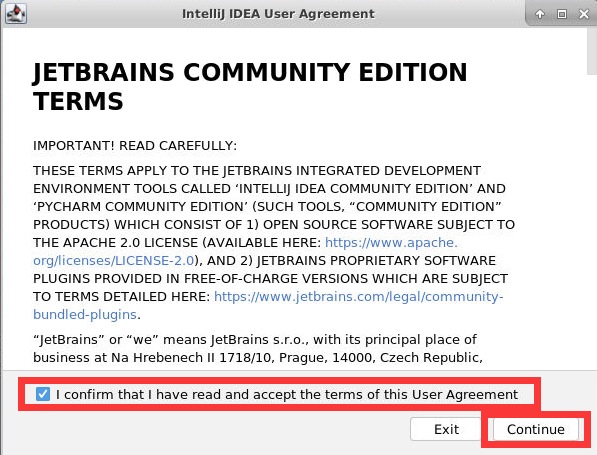 IntelliJ IDEA User Agreement
JETBRAINS COMMUNITY EDITION
TERMS
IMPORTANT! READ CAREFULLY:
THESE TERMS APPLY TO THE JETBRAINS INTEGRATED DEVELOPMENT
ENVIRONMENT TOOLS CALLED ‘INTELLIJ IDEA COMMUNITY EDITION’ AND
‘PYCHARM COMMUNITY EDITION’ (SUCH TOOLS, “COMMUNITY EDITION”
PRODUCTS) WHICH CONSIST OF 1) OPEN SOURCE SOFTWARE SUBJECT TO
THE APACHE 2.0 LICENSE (AVAILABLE HERE: https://www.apache.
org/licenses/LICENSE-2.0), AND 2) JETBRAINS PROPRIETARY SOFTWARE
PLUGINS PROVIDED IN FREE-OF-CHARGE VERSIONS WHICH ARE SUBJECT
TO TERMS DETAILED HERE: https://www.jetbrains.com/legal/community-
bundled-plugins.
“JetBrains” or “we” means JetBrains s.r.o., with its principal place of
business at Na Hrebenech II 1718/10, Prague, 14000, Czech Republic,
I confirm that I have read and accept the terms of this User Agreement
Exit
Continue